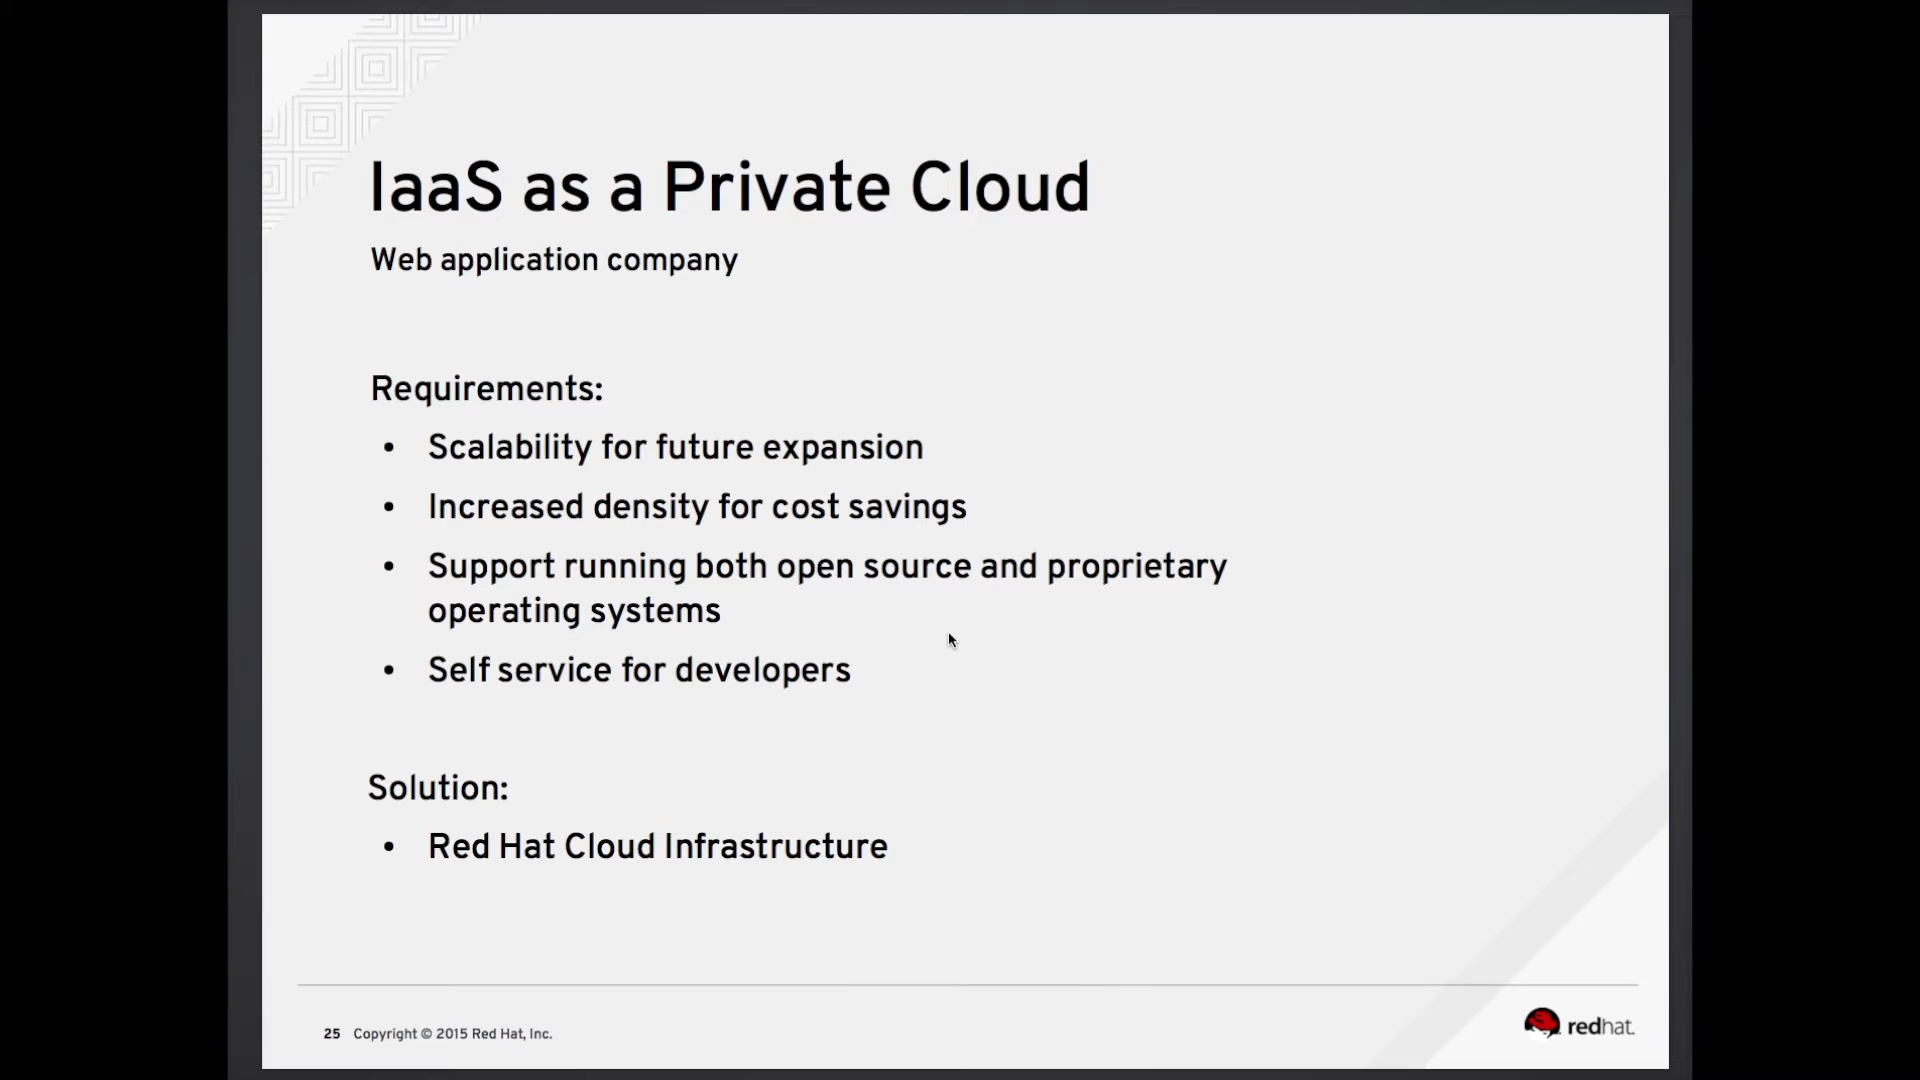 IaaS as a Private Cloud
Web application company
Requirements:
• Scalability for future expansion
• Increased density for cost savings
• Support running both open source and proprietary
operating systems
• Self service for developers
Solution:
• Red Hat Cloud Infrastructure
25 Copyright © 2015 Red Hat, Inc.
redhat.